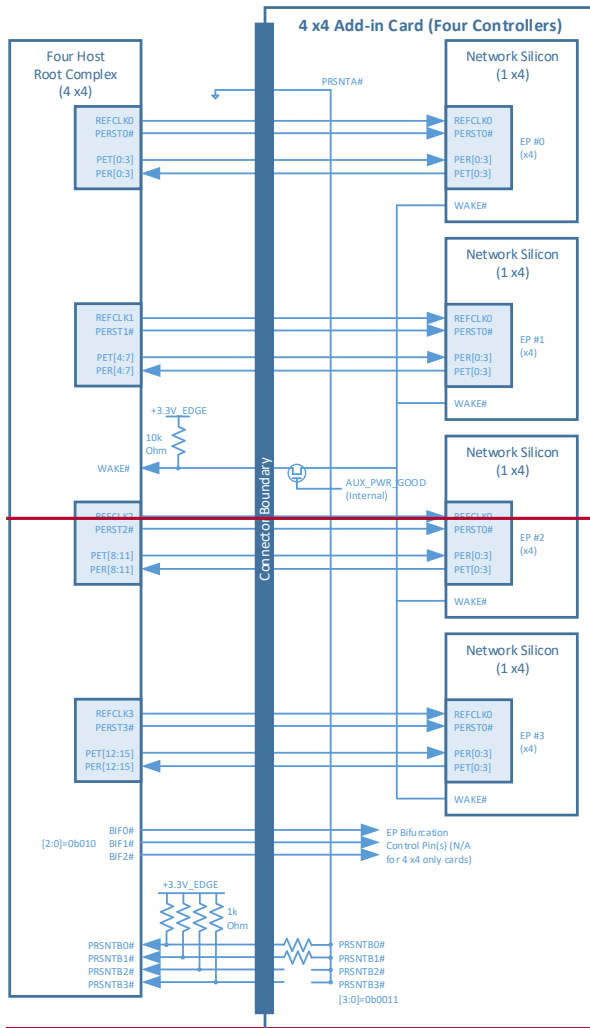 4 x4 Add-in Card (Four Controllers)
Four Host
Root Complex
(4 x4)
Network Silicon
(1 x4)
PRSNTA#
REFCLK0
PERST0#
PET[0:3]
PER[0:3]
REFCLK0
PERST0#
PER[0:3]
PET[0:3]
EP #0
(x4)
WAKE#
Network Silicon
(1 x4)
REFCLK1
PERST1#
PET[4:7]
PER[4:7]
REFCLK0
PERST0#
PER[0:3]
PET[0:3]
EP #1
(x4)
WAKE#
+3.3V_EDGE
10k
Ohm
WAKE#
AUX_PWR_GOOD
(Internal)
Connector Boundary
Network Silicon
(1 x4)
REFCLK2
PERST2#
PET[8:11]
PER[8:11]
REFCLK0
PERST0#
PER[0:3]
PET[0:3]
EP #2
(x4)
WAKE#
Network Silicon
(1 x4)
REFCLK3
PERST3#
PET[12:15]
PER[12:15]
REFCLK0
PERST0#
PER[0:3]
PET[0:3]
EP #3
(x4)
WAKE#
[2:0]=0b010
BIF0#
BIF1#
BIF2#
EP Bifurcation
Control Pin(s) (N/A
for 4 x4 only cards)
+3.3V_EDGE
1k
Ohm
PRSNTB0#
PRSNTB1#
PRSNTB2#
PRSNTB3#
PRSNTB0#
PRSNTB1#
PRSNTB2#
PRSNTB3#
[3:0]=0b0011